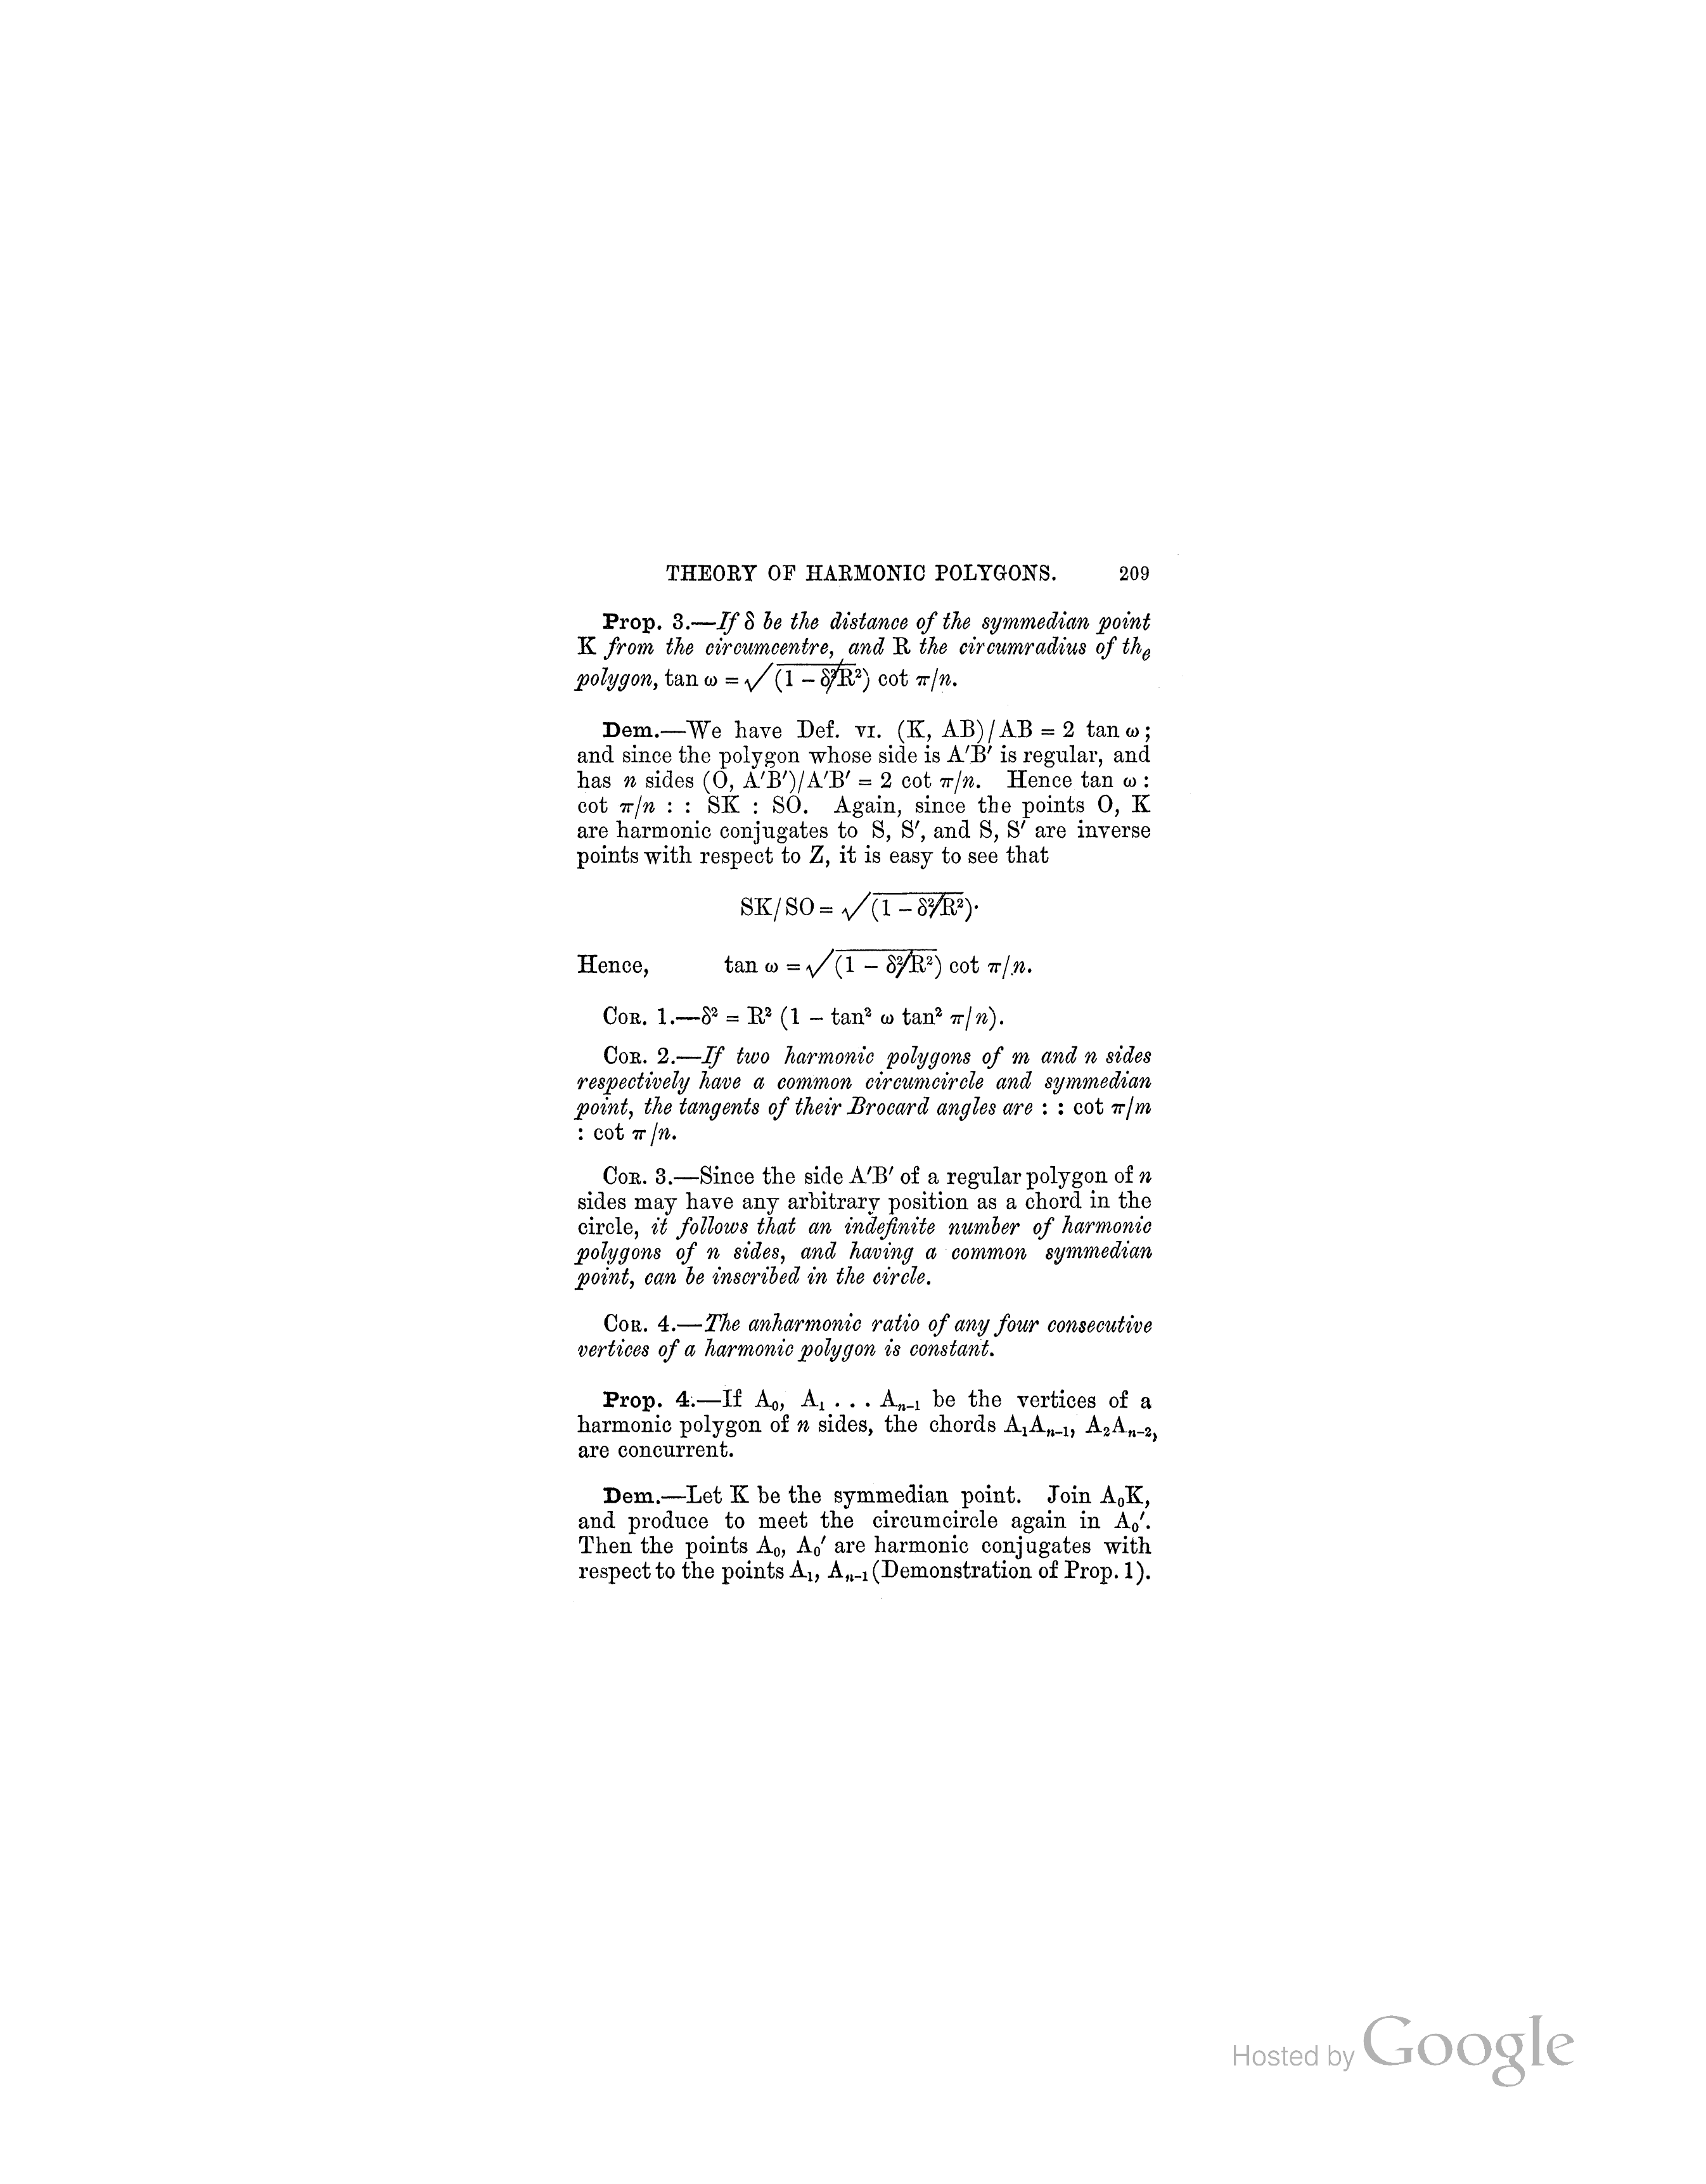 THEORY OF HARMONIC POLYGONS. 209
Prop. 3.—If δ be the distance of the symmedian point
K from the circumcentre, and R the circumradius of the
polygon, tan ω = √(1 − δ²/R²) cot π/n.
Dem.—We have Def. VI. (K, AB)/AB = 2 tan ω;
and since the polygon whose side is A′B′ is regular, and
has n sides (O, A′B′)/A′B′ = 2 cot π/n. Hence tan ω :
cot π/n : : SK : SO. Again, since the points O, K
are harmonic conjugates to S, S′, and S, S′ are inverse
points with respect to Z, it is easy to see that
SK/SO = √(1 − δ²/R²).
Hence, tan ω = √(1 − δ²/R²) cot π/n.
COR. 1.—δ² = R² (1 − tan² ω tan² π/n).
COR. 2.—If two harmonic polygons of m and n sides
respectively have a common circumcircle and symmedian
point, the tangents of their Brocard angles are : : cot π/m
: cot π/n.
COR. 3.—Since the side A′B′ of a regular polygon of n
sides may have any arbitrary position as a chord in the
circle, it follows that an indefinite number of harmonic
polygons of n sides, and having a common symmedian
point, can be inscribed in the circle.
COR. 4.—The anharmonic ratio of any four consecutive
vertices of a harmonic polygon is constant.
Prop. 4.—If A₀, A₁ . . . Aₙ₋₁ be the vertices of a
harmonic polygon of n sides, the chords A₁Aₙ₋₁, A₂Aₙ₋₂,
are concurrent.
Dem.—Let K be the symmedian point. Join A₀K,
and produce to meet the circumcircle again in A₀′.
Then the points A₀, A₀′ are harmonic conjugates with
respect to the points A₁, Aₙ₋₁ (Demonstration of Prop. 1).
Hosted by Google